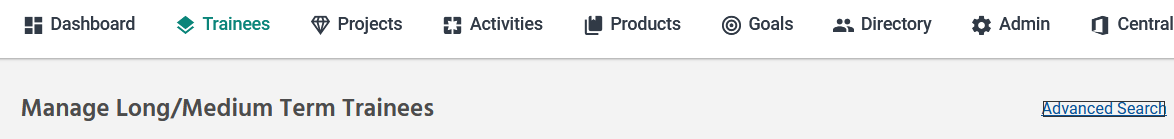 Dashboard Trainees Projects Activities Products Goals Directory Admin Central
Manage Long/Medium Term Trainees Advanced Search